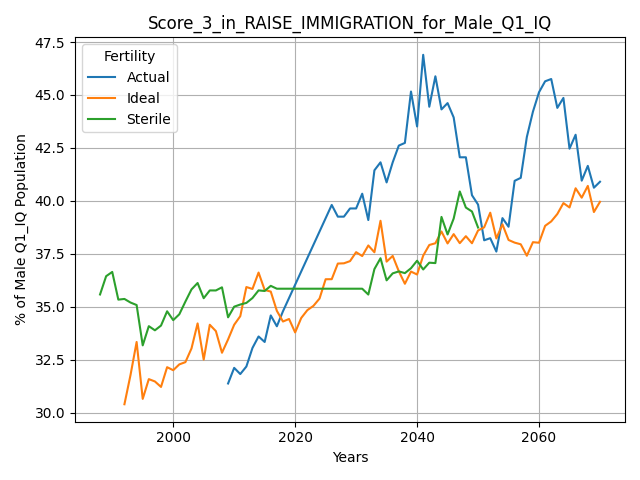 Score_3_in_RAISE_IMMIGRATION_for_Male_Q1_IQ
% of Male Q1_IQ Population
47.5
45.0
42.5
40.0
37.5
35.0
32.5
30.0
Fertility
Actual
Ideal
Sterile
2000
2020
2040
2060
Years